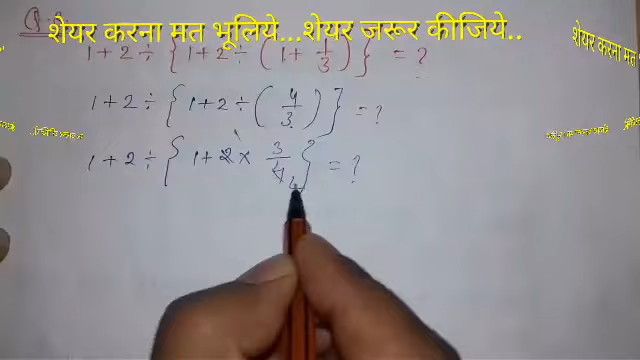 शेयर करना मत भूलिये...शेयर जरूर कीजिये..
शेयर करना मत
1 + 2 ÷ { 1 + 2 ÷ ( 1 + 1/3 ) } = ?
1 + 2 ÷ { 1 + 2 ÷ ( 4/3 ) } = ?
1 + 2 ÷ { 1 + 2 × 3/4 } = ?